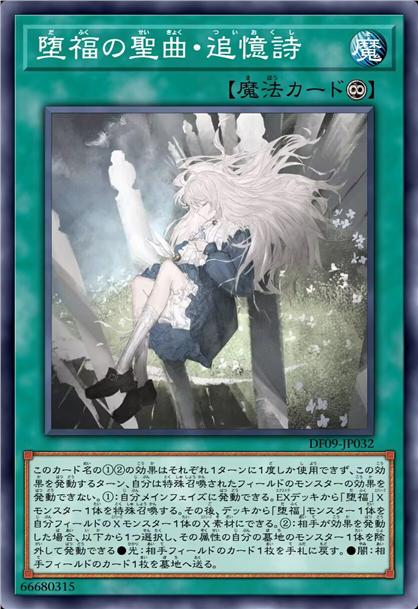 堕福の聖曲・追憶詩
魔
【魔法カード】
DF09-JP032
このカード名の①②の効果はそれぞれ1ターンに1度しか使用できず、この効
果を発動するターン、自分は特殊召喚されたフィールドのモンスターの効果を
発動できない。①：自分メインフェイズに発動できる。EXデッキから「堕福」X
モンスター1体を特殊召喚する。その後、デッキから「堕福」モンスター1体を
自分フィールドのXモンスター1体のX素材にできる。②：相手が効果を発動し
た場合、以下から1つ選択し、その属性の自分の墓地のモンスター1体を除
外して発動できる●光：相手フィールドのカード1枚を手札に戻す。●闇：相
手フィールドのカード1枚を墓地へ送る。
66680315